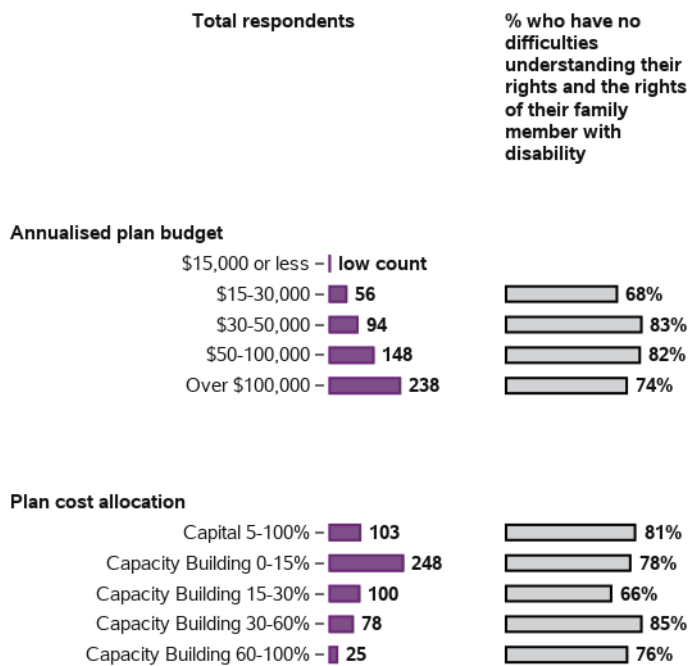 Total respondents
% who have no
difficulties
understanding their
rights and the rights
of their family
member with
disability
Annualised plan budget
$15,000 or less – low count
$15-30,000 – 56 68%
$30-50,000 – 94 83%
$50-100,000 – 148 82%
Over $100,000 – 238 74%
Plan cost allocation
Capital 5-100% – 103 81%
Capacity Building 0-15% – 248 78%
Capacity Building 15-30% – 100 66%
Capacity Building 30-60% – 78 85%
Capacity Building 60-100% – 25 76%